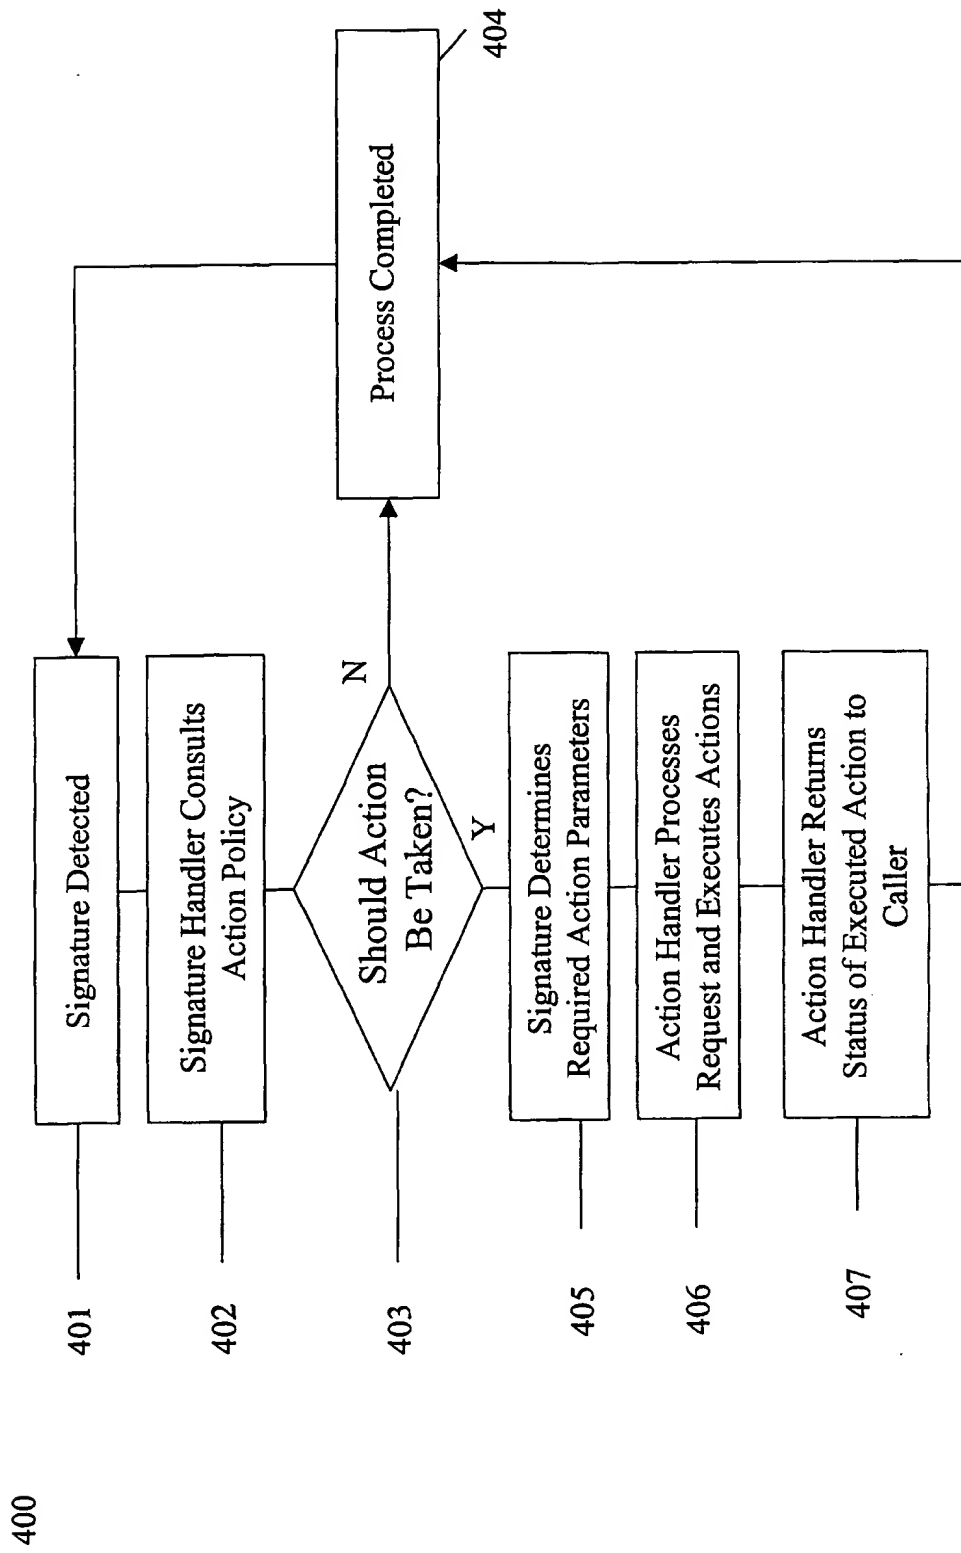 400
401
Signature Detected
402
Signature Handler Consults
Action Policy
403
Should Action
Be Taken?
N
Y
Process Completed
404
405
Signature Determines
Required Action Parameters
406
Action Handler Processes
Request and Executes Actions
407
Action Handler Returns
Status of Executed Action to
Caller